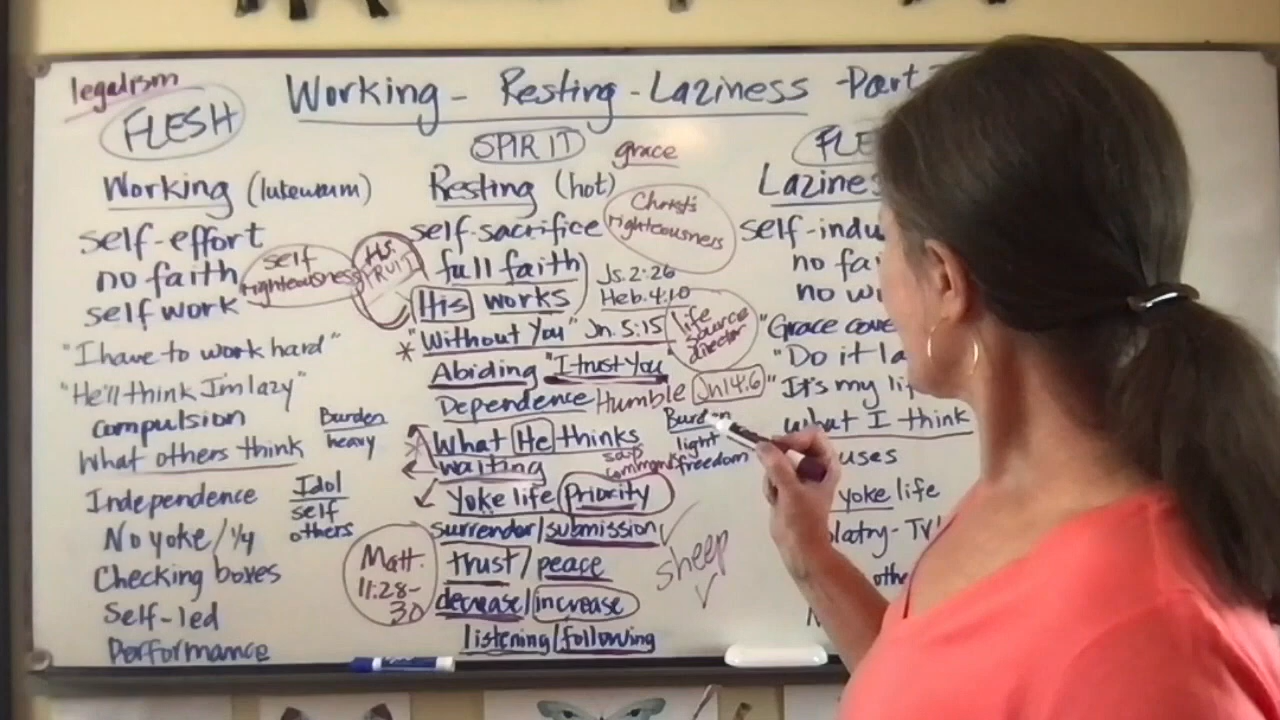 legalism
FLESH
Working - Resting - Laziness - Part
SPIRIT
grace
Working (lutewarm)
self-effort
no faith
self work
self
righteousness
"I have to work hard"
"He'll think I'm lazy"
compulsion
Burden
heavy
What others think
Independence
Idol
self
others
No yoke/1/4
Checking boxes
Self-led
Performance
H.S.
FRUIT
Matt.
11:28-
30
Resting (hot)
Christ's
righteousness
self-sacrifice
full faith
His works
Js. 2:26
Heb. 4:10
"Without You" Jn. 5:15
life
source
director
* Abiding "I trust You"
Dependence Humble Jn 14:6
What He thinks
says
commands
Burden
light
freedom
waiting
Yoke life Priority
surrender/submission
sheep
trust/peace
decrease/increase
listening/following
FLE
Lazines
self-indu
no fai
no w
"Grace cove
"Do it la
"It's my li
what I think
uses
yoke life
latry-TV
othe